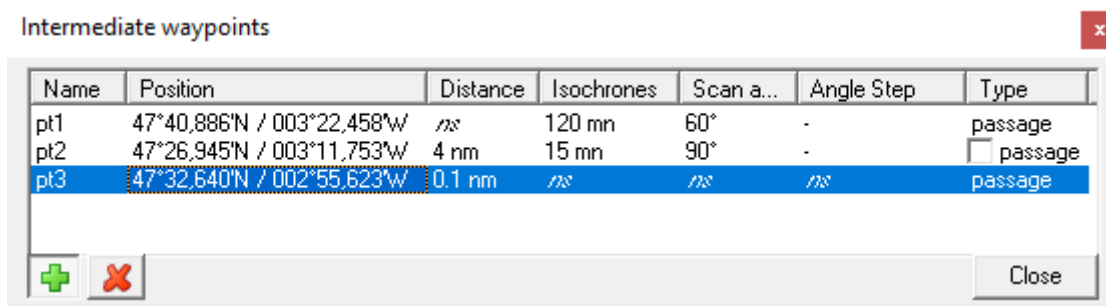 Intermediate waypoints
x
Name Position Distance Isochrones Scan a... Angle Step Type
pt1 47°40,886'N / 003°22,458'W ns 120 mn 60° - passage
pt2 47°26,945'N / 003°11,753'W 4 nm 15 mn 90° - passage
pt3 47°32,640'N / 002°55,623'W 0.1 nm ns ns ns passage
Close